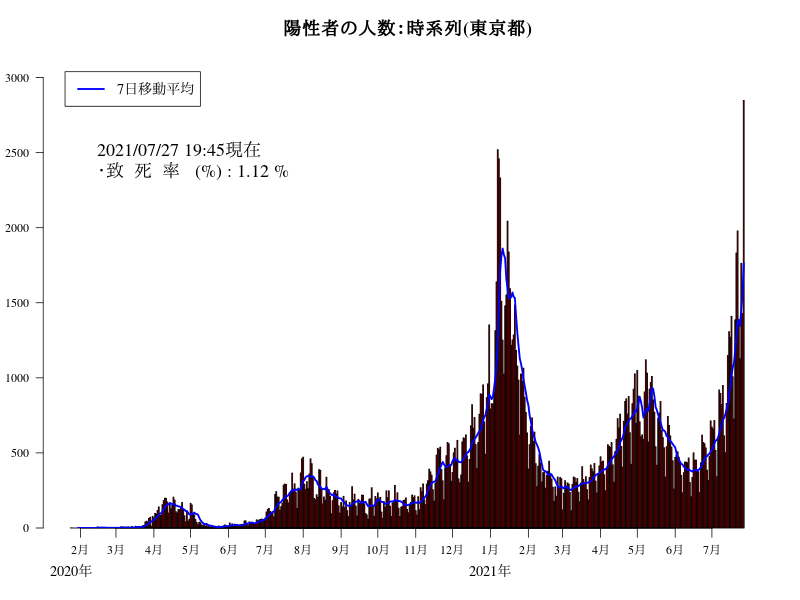 陽性者の人数：時系列(東京都)
7日移動平均
2021/07/27 19:45現在
・致 死 率 (%) : 1.12 %
3000
2500
2000
1500
1000
500
0
2月 3月 4月 5月 6月 7月 8月 9月 10月 11月 12月 1月 2月 3月 4月 5月 6月 7月
2020年 2021年